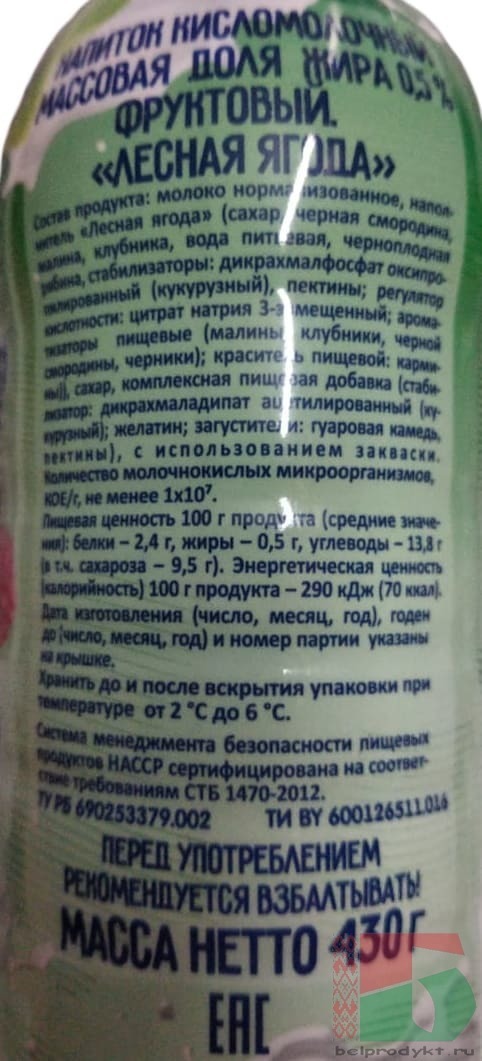 НАПИТОК КИСЛОМОЛОЧНЫЙ
МАССОВАЯ ДОЛЯ ЖИРА 0,5 %
ФРУКТОВЫЙ.
«ЛЕСНАЯ ЯГОДА»
Состав продукта: молоко нормализованное, напол-
нитель «Лесная ягода» (сахар, черная смородина,
малина, клубника, вода питьевая, черноплодная
рябина, стабилизаторы: дикрахмалфосфат оксипро-
пилированный (кукурузный), пектины; регулятор
кислотности: цитрат натрия 3-замещенный; арома-
тизаторы пищевые (малины, клубники, черной
смородины, черники); краситель пищевой: карми-
ны)), сахар, комплексная пищевая добавка (стаби-
лизатор: дикрахмаладипат ацетилированный (ку-
курузный); желатин; загустители: гуаровая камедь,
пектины), с использованием закваски.
Количество молочнокислых микроорганизмов,
КОЕ/г, не менее 1х10⁷.
Пищевая ценность 100 г продукта (средние значе-
ния): белки – 2,4 г, жиры – 0,5 г, углеводы – 13,8 г
(в т.ч. сахароза – 9,5 г). Энергетическая ценность
(калорийность) 100 г продукта – 290 кДж (70 ккал).
Дата изготовления (число, месяц, год), годен
до (число, месяц, год) и номер партии указаны
на крышке.
Хранить до и после вскрытия упаковки при
температуре от 2 °С до 6 °С.
Система менеджмента безопасности пищевых
продуктов НАССР сертифицирована на соответ-
ствие требованиям СТБ 1470-2012.
ТУ РБ 690253379.002 ТИ BY 600126511.016
ПЕРЕД УПОТРЕБЛЕНИЕМ
РЕКОМЕНДУЕТСЯ ВЗБАЛТЫВАТЬ!
МАССА НЕТТО 430 г
ЕАС
belprodykt.ru